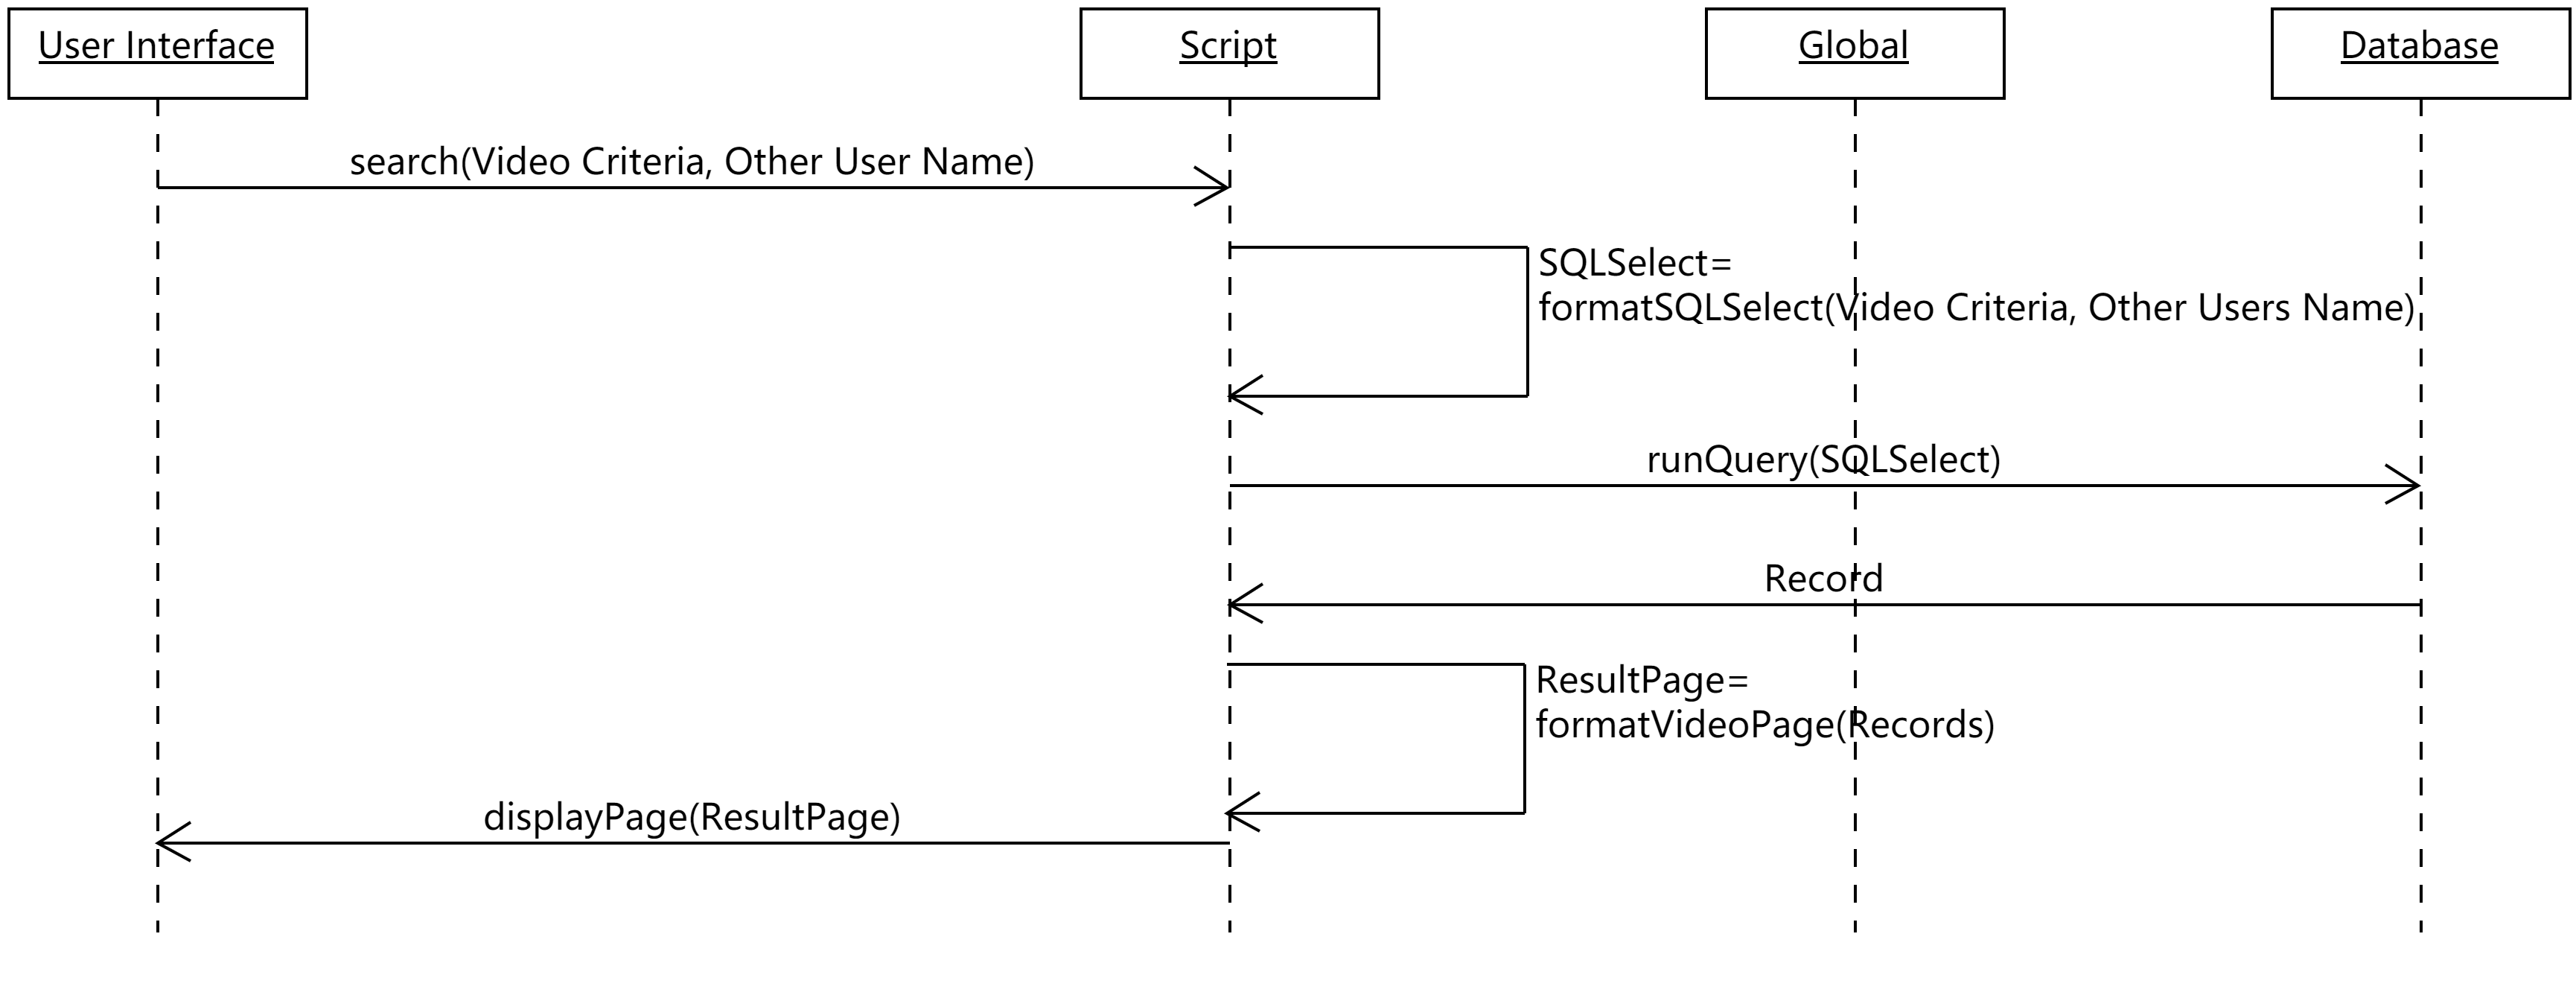 User Interface
Script
Global
Database
search(Video Criteria, Other User Name)
SQLSelect=
formatSQLSelect(Video Criteria, Other Users Name)
runQuery(SQLSelect)
Record
ResultPage=
formatVideoPage(Records)
displayPage(ResultPage)